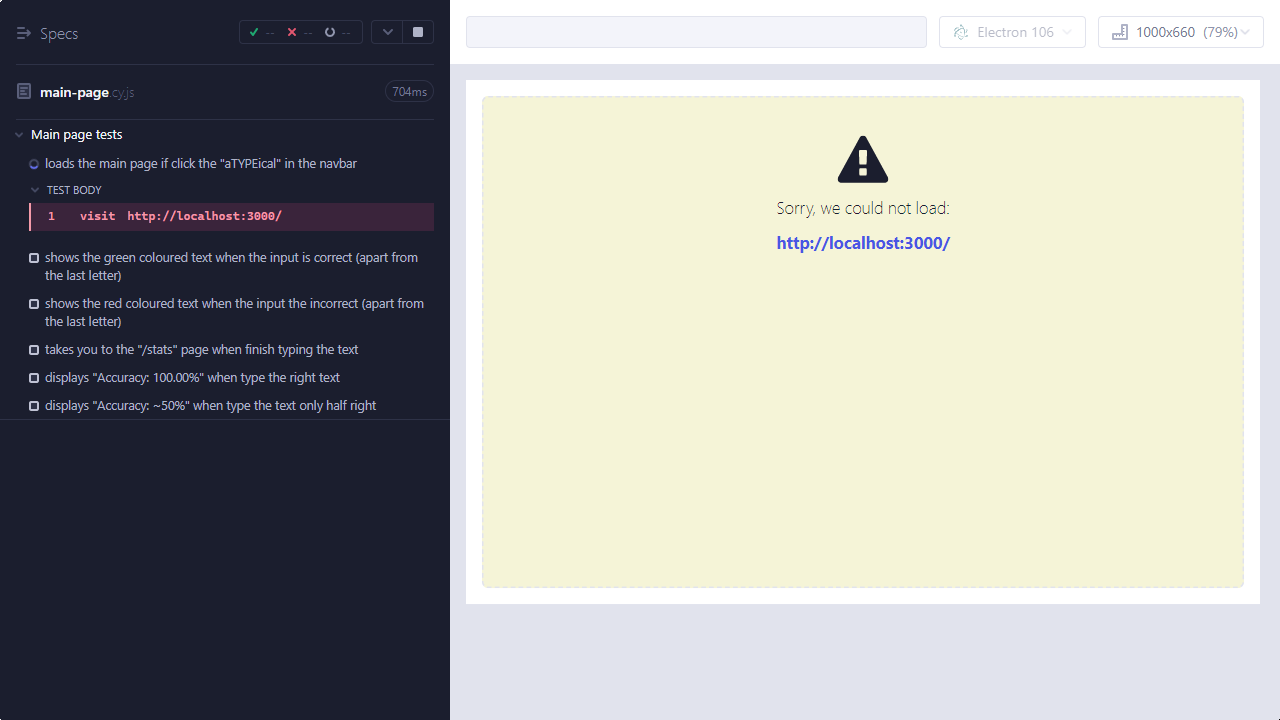 Specs
-- -- --
main-page.cy.js
704ms
Main page tests
loads the main page if click the "aTYPEical" in the navbar
TEST BODY
1 visit http://localhost:3000/
shows the green coloured text when the input is correct (apart from
the last letter)
shows the red coloured text when the input the incorrect (apart from
the last letter)
takes you to the "/stats" page when finish typing the text
displays "Accuracy: 100.00%" when type the right text
displays "Accuracy: ~50%" when type the text only half right
Electron 106
1000x660 (79%)
Sorry, we could not load:
http://localhost:3000/